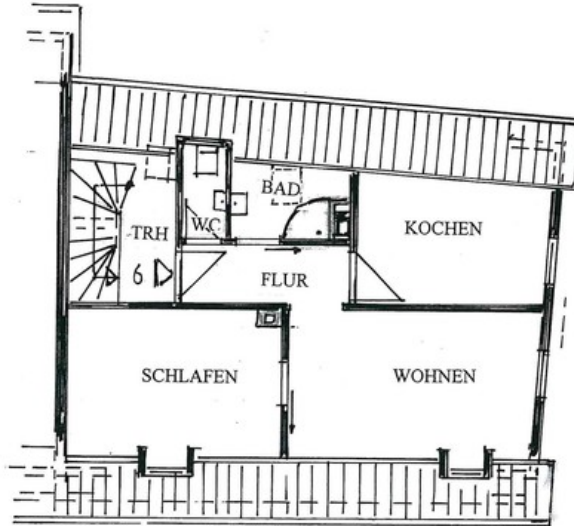 BAD
WC
KOCHEN
TRH
6
FLUR
SCHLAFEN
WOHNEN